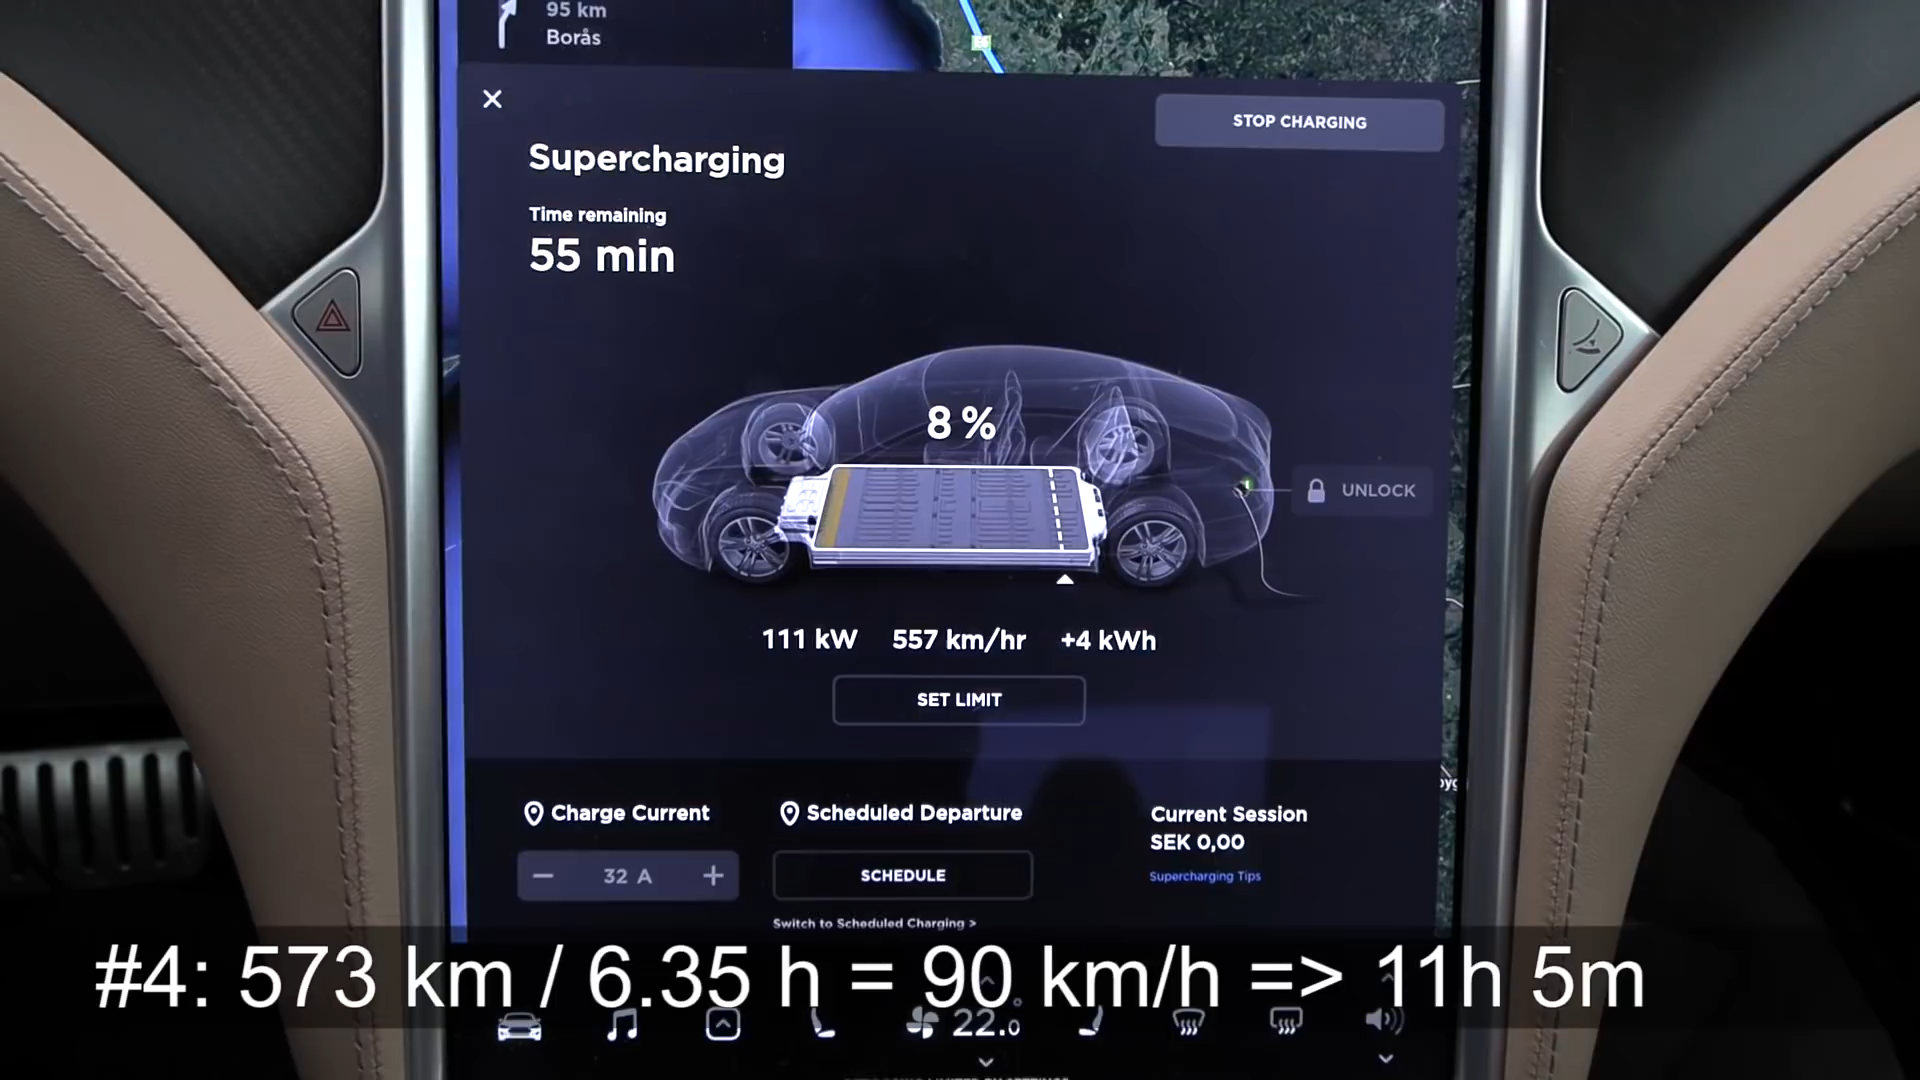 95 km
Borås
E6
STOP CHARGING
Supercharging
Time remaining
55 min
8 %
UNLOCK
111 kW 557 km/hr +4 kWh
SET LIMIT
Charge Current
Scheduled Departure
Current Session
SEK 0,00
− 32 A +
SCHEDULE
Supercharging Tips
Switch to Scheduled Charging >
#4: 573 km / 6.35 h = 90 km/h => 11h 5m
22.0